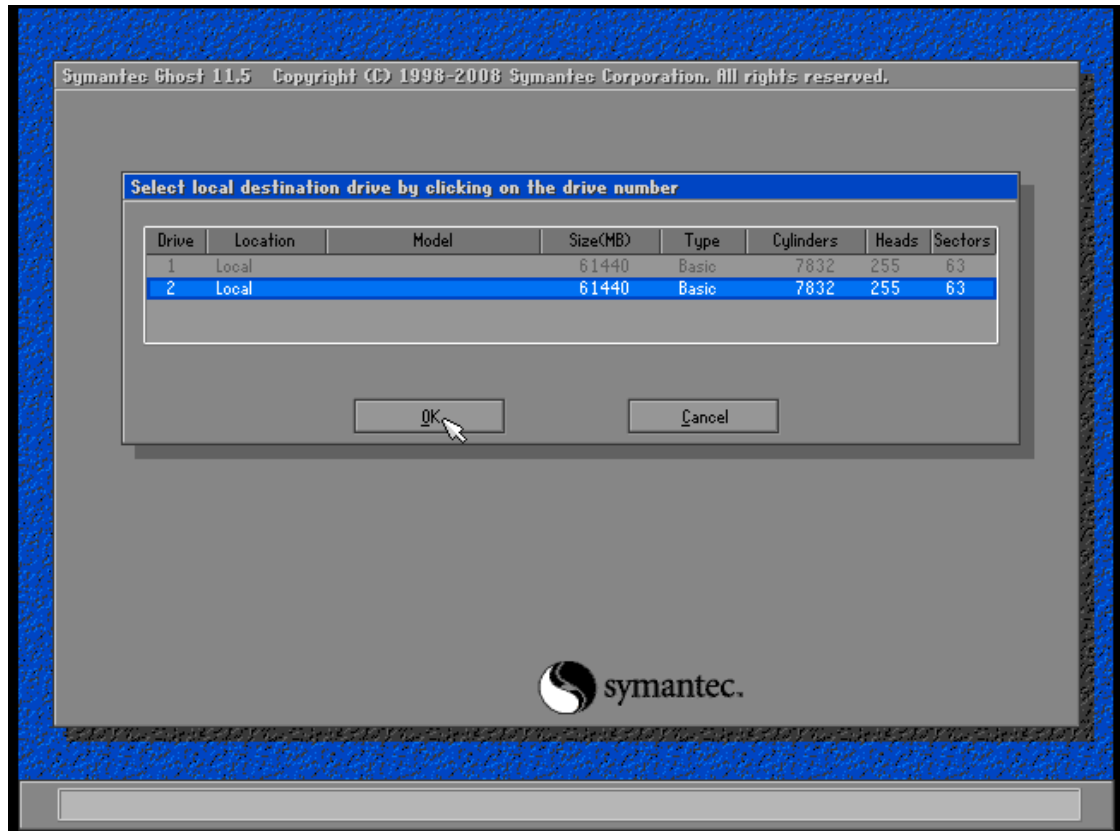 Symantec Ghost 11.5 Copyright (C) 1998-2008 Symantec Corporation. All rights reserved.
Select local destination drive by clicking on the drive number
Drive Location Model Size(MB) Type Cylinders Heads Sectors
1 Local 61440 Basic 7832 255 63
2 Local 61440 Basic 7832 255 63
OK Cancel
symantec.